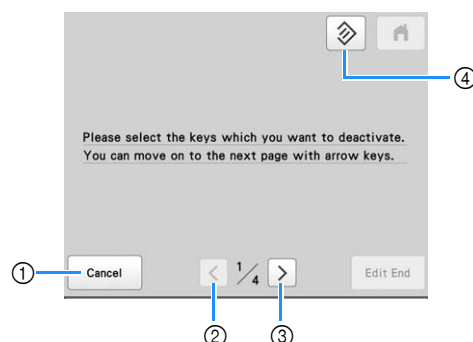 ④
Please select the keys which you want to deactivate.
You can move on to the next page with arrow keys.
① Cancel < 1/4 > Edit End
② ③